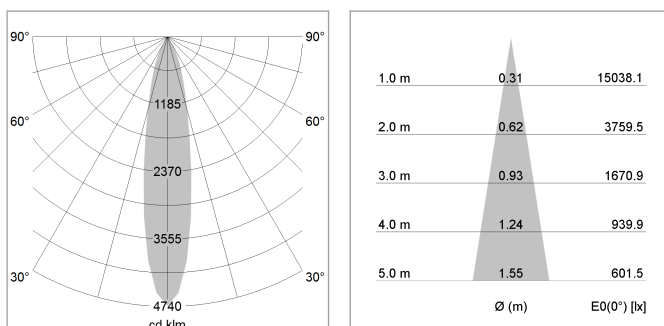 90° 90°
1185
60° 60°
2370
3555
30° 30°
4740
cd klm
1.0 m 0.31 15038.1
2.0 m 0.62 3759.5
3.0 m 0.93 1670.9
4.0 m 1.24 939.9
5.0 m 1.55 601.5
Ø (m) E0(0°) [lx]